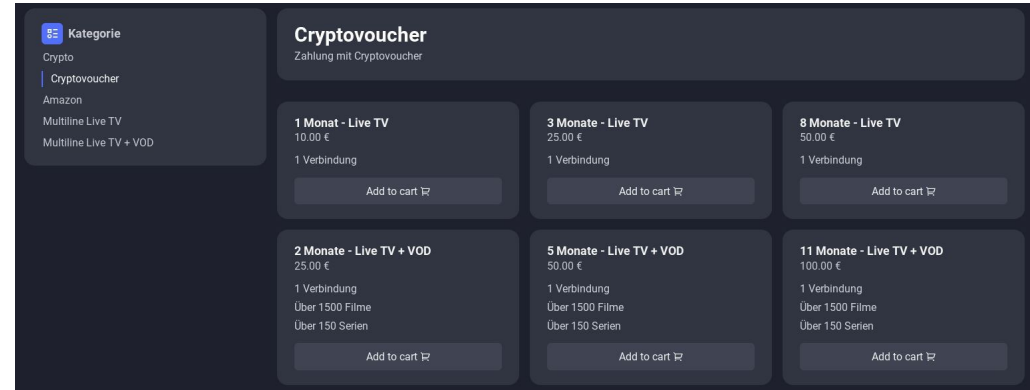 Kategorie
Crypto
Cryptovoucher
Amazon
Multiline Live TV
Multiline Live TV + VOD
Cryptovoucher
Zahlung mit Cryptovoucher
1 Monat - Live TV
10.00 €
1 Verbindung
Add to cart
3 Monate - Live TV
25.00 €
1 Verbindung
Add to cart
8 Monate - Live TV
50.00 €
1 Verbindung
Add to cart
2 Monate - Live TV + VOD
25.00 €
1 Verbindung
Über 1500 Filme
Über 150 Serien
Add to cart
5 Monate - Live TV + VOD
50.00 €
1 Verbindung
Über 1500 Filme
Über 150 Serien
Add to cart
11 Monate - Live TV + VOD
100.00 €
1 Verbindung
Über 1500 Filme
Über 150 Serien
Add to cart